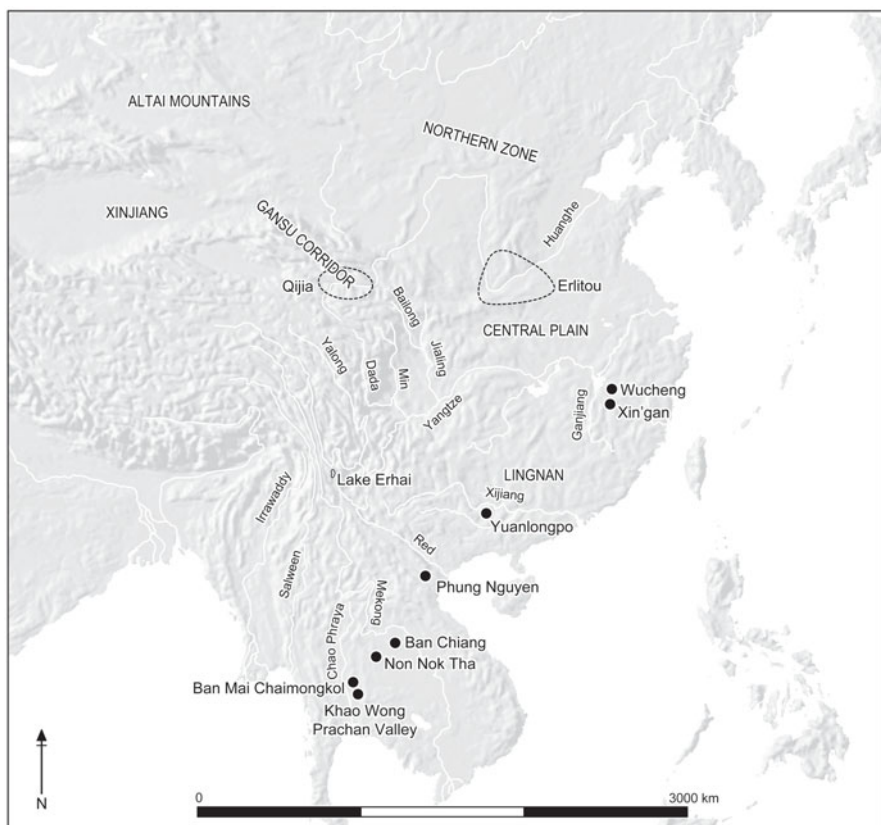 ALTAI MOUNTAINS
NORTHERN ZONE
XINJIANG
GANSU CORRIDOR
Huanghe
Qijia
Erlitou
Bailong
CENTRAL PLAIN
Yalong
Dada
Min
Jialing
Yangtze
Ganjiang
Wucheng
Xin'gan
Lake Erhai
LINGNAN
Irrawaddy
Xijiang
Yuanlongpo
Red
Salween
Phung Nguyen
Mekong
Chao Phraya
Ban Chiang
Non Nok Tha
Ban Mai Chaimongkol
Khao Wong
Prachan Valley
N
0
3000 km